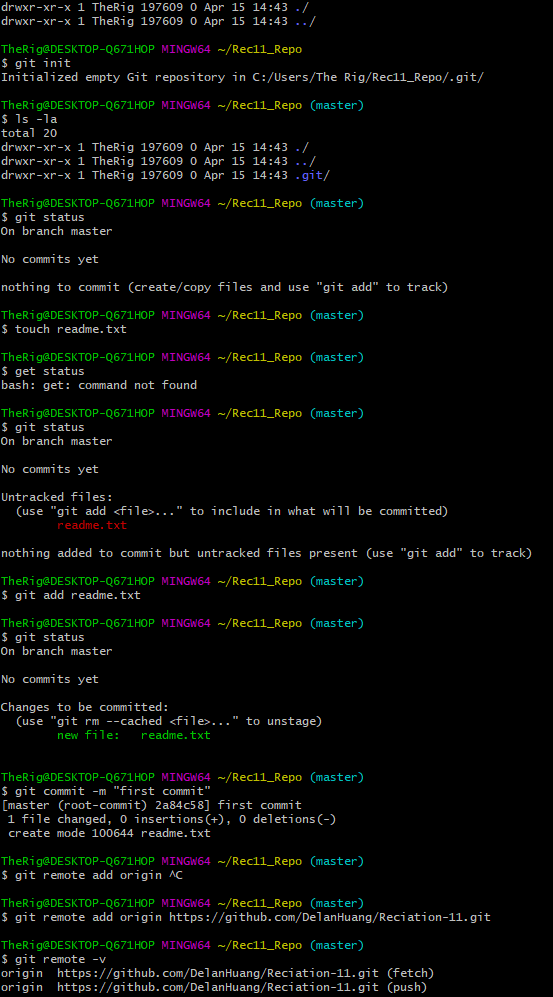 drwxr-xr-x 1 TheRig 197609 0 Apr 15 14:43 ./
drwxr-xr-x 1 TheRig 197609 0 Apr 15 14:43 ../
TheRig@DESKTOP-Q671HOP MINGW64 ~/Rec11_Repo
$ git init
Initialized empty Git repository in C:/Users/The Rig/Rec11_Repo/.git/
TheRig@DESKTOP-Q671HOP MINGW64 ~/Rec11_Repo (master)
$ ls -la
total 20
drwxr-xr-x 1 TheRig 197609 0 Apr 15 14:43 ./
drwxr-xr-x 1 TheRig 197609 0 Apr 15 14:43 ../
drwxr-xr-x 1 TheRig 197609 0 Apr 15 14:43 .git/
TheRig@DESKTOP-Q671HOP MINGW64 ~/Rec11_Repo (master)
$ git status
On branch master
No commits yet
nothing to commit (create/copy files and use "git add" to track)
TheRig@DESKTOP-Q671HOP MINGW64 ~/Rec11_Repo (master)
$ touch readme.txt
TheRig@DESKTOP-Q671HOP MINGW64 ~/Rec11_Repo (master)
$ get status
bash: get: command not found
TheRig@DESKTOP-Q671HOP MINGW64 ~/Rec11_Repo (master)
$ git status
On branch master
No commits yet
Untracked files:
(use "git add <file>..." to include in what will be committed)
readme.txt
nothing added to commit but untracked files present (use "git add" to track)
TheRig@DESKTOP-Q671HOP MINGW64 ~/Rec11_Repo (master)
$ git add readme.txt
TheRig@DESKTOP-Q671HOP MINGW64 ~/Rec11_Repo (master)
$ git status
On branch master
No commits yet
Changes to be committed:
(use "git rm --cached <file>..." to unstage)
new file:   readme.txt
TheRig@DESKTOP-Q671HOP MINGW64 ~/Rec11_Repo (master)
$ git commit -m "first commit"
[master (root-commit) 2a84c58] first commit
1 file changed, 0 insertions(+), 0 deletions(-)
create mode 100644 readme.txt
TheRig@DESKTOP-Q671HOP MINGW64 ~/Rec11_Repo (master)
$ git remote add origin ^C
TheRig@DESKTOP-Q671HOP MINGW64 ~/Rec11_Repo (master)
$ git remote add origin https://github.com/DelanHuang/Reciation-11.git
TheRig@DESKTOP-Q671HOP MINGW64 ~/Rec11_Repo (master)
$ git remote -v
origin  https://github.com/DelanHuang/Reciation-11.git (fetch)
origin  https://github.com/DelanHuang/Reciation-11.git (push)